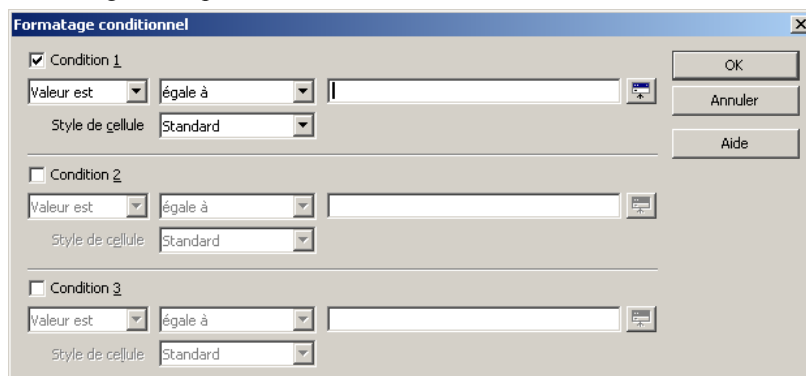 Formatage conditionnel
Condition 1
OK
Valeur est égale à
Annuler
Style de cellule Standard
Aide
Condition 2
Valeur est égale à
Style de cellule Standard
Condition 3
Valeur est égale à
Style de cellule Standard